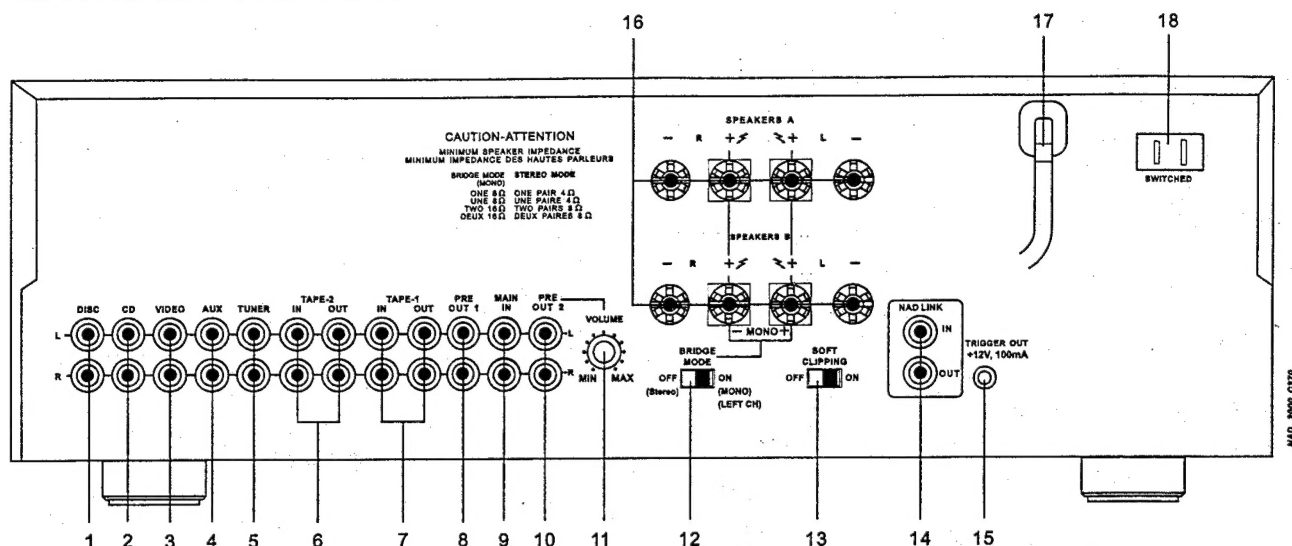 16 17 18
SPEAKERS A
CAUTION-ATTENTION
MINIMUM SPEAKER IMPEDANCE
MINIMUM IMPEDANCE DES HAUTES PARLEURS
BRIDGE MODE STEREO MODE
(MONO)
ONE 8Ω ONE PAIR 4Ω
UNE 8Ω UNE PAIRE 4Ω
TWO 16Ω TWO PAIRS 8Ω
DEUX 16Ω DEUX PAIRES 8Ω
− R + + L −
SWITCHED
SPEAKERS B
− R + + L −
DISC CD VIDEO AUX TUNER TAPE-2 IN OUT TAPE-1 IN OUT PRE OUT 1 MAIN IN PRE OUT 2
L L
R R
VOLUME
MIN MAX
− MONO +
BRIDGE MODE
OFF ON
(Stereo) (MONO)
(LEFT CH)
SOFT CLIPPING
OFF ON
NAD LINK
IN
OUT
TRIGGER OUT
+12V, 100mA
NAD 2000 C370
1 2 3 4 5 6 7 8 9 10 11 12 13 14 15